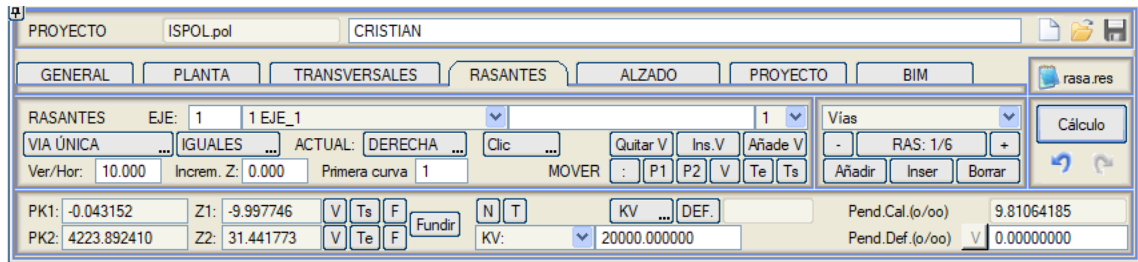 PROYECTO ISPOL.pol CRISTIAN
GENERAL PLANTA TRANSVERSALES RASANTES ALZADO PROYECTO BIM rasa.res
RASANTES EJE: 1 1 EJE_1 1 Vías Cálculo
VIA ÚNICA ... IGUALES ... ACTUAL: DERECHA ... Clic ... Quitar V Ins.V Añade V - RAS: 1/6 +
Ver/Hor: 10.000 Increm. Z: 0.000 Primera curva 1 MOVER : P1 P2 V Te Ts Añadir Inser Borrar
PK1: -0.043152 Z1: -9.997746 V Ts F Fundir N T KV ... DEF. Pend.Cal.(o/oo) 9.81064185
PK2: 4223.892410 Z2: 31.441773 V Te F KV: 20000.000000 Pend.Def.(o/oo) V 0.00000000